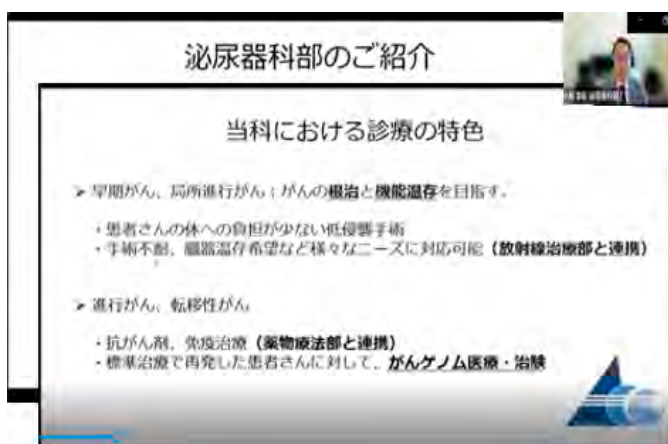 泌尿器科部のご紹介
当科における診療の特色
➢ 早期がん、局所進行がん；がんの根治と機能温存を目指す。
・患者さんの体への負担が少ない低侵襲手術
・手術不耐、臓器温存希望など様々なニーズに対応可能（放射線治療部と連携）
➢ 進行がん、転移性がん
・抗がん剤、免疫治療（薬物療法部と連携）
・標準治療で再発した患者さんに対して、がんゲノム医療・治験